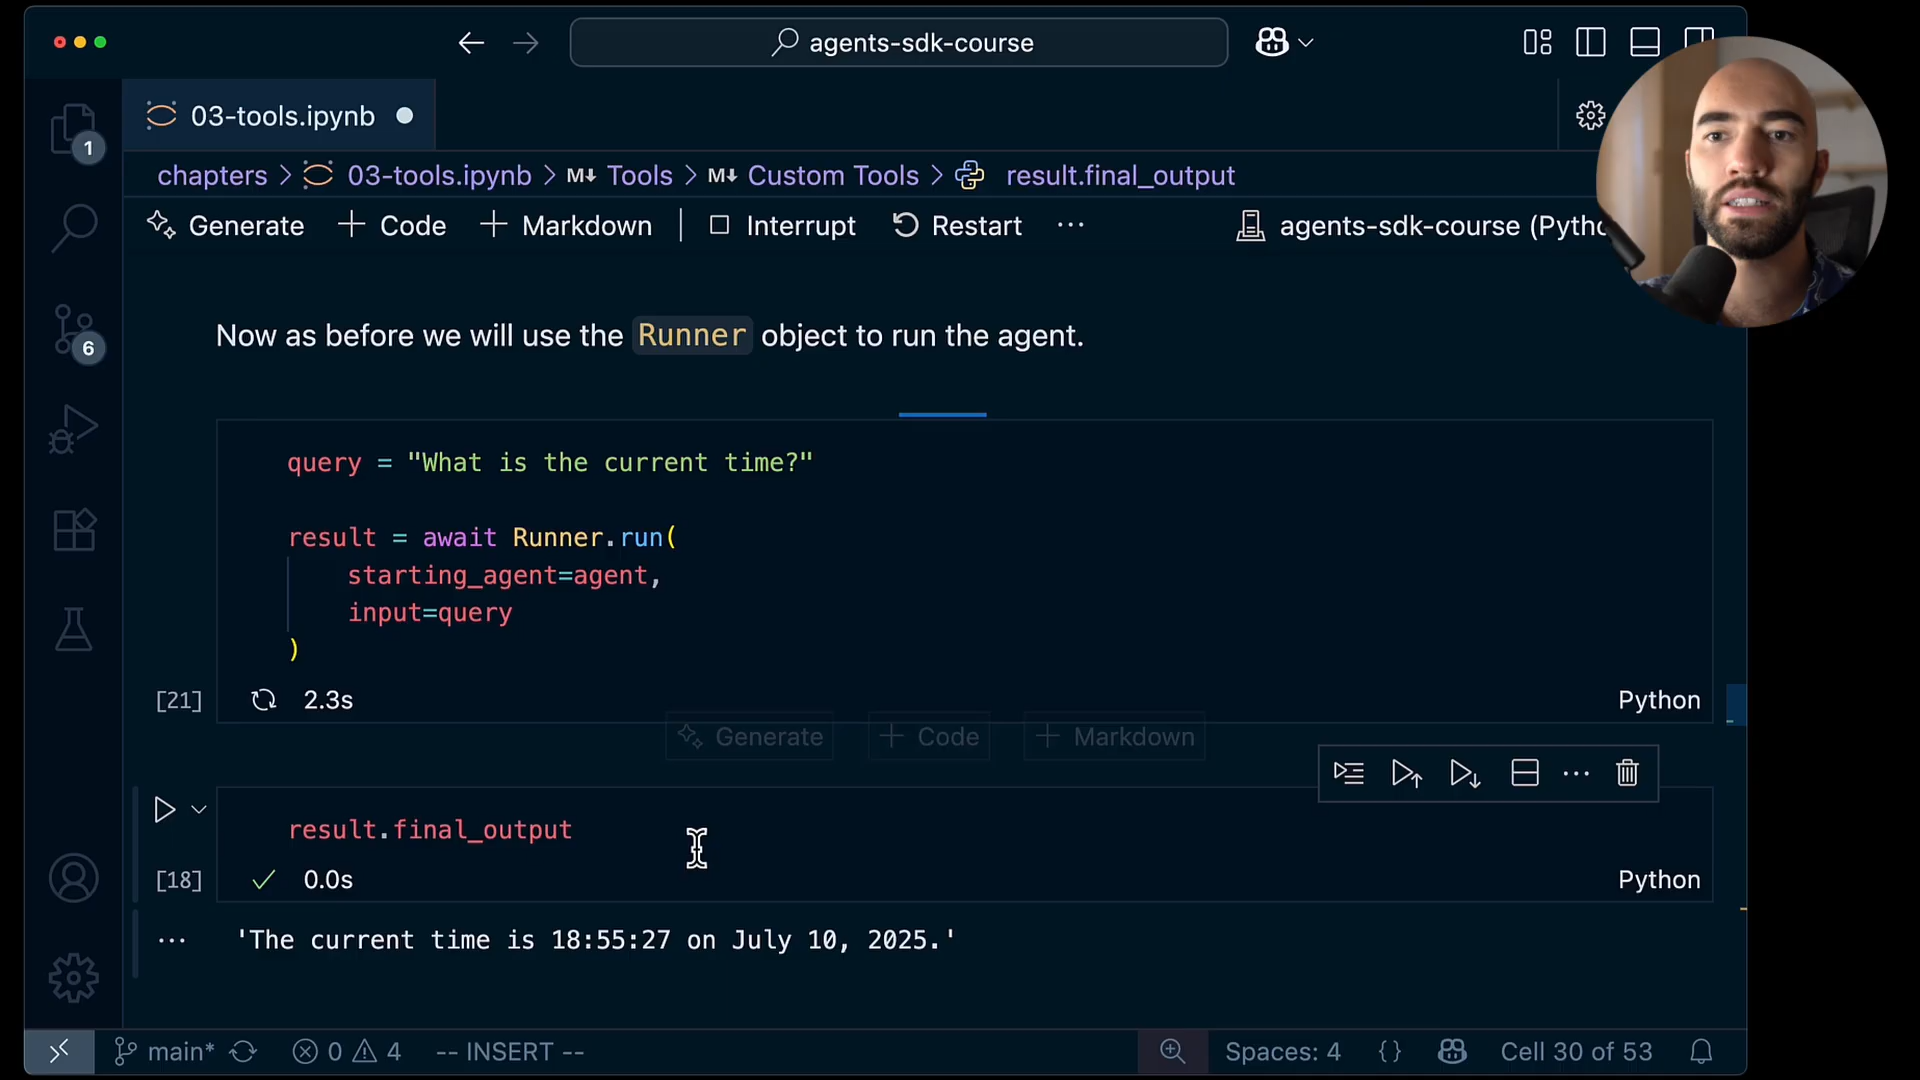 agents-sdk-course
03-tools.ipynb
1
chapters > 03-tools.ipynb > M↓ Tools > M↓ Custom Tools > result.final_output
Generate + Code + Markdown | Interrupt Restart ... agents-sdk-course (Pytho
Now as before we will use the Runner object to run the agent.
6
query = "What is the current time?"
result = await Runner.run(
starting_agent=agent,
input=query
)
[21] 2.3s Python
Generate + Code + Markdown
result.final_output
[18] ✓ 0.0s Python
... 'The current time is 18:55:27 on July 10, 2025.'
main* 0 4 -- INSERT -- Spaces: 4 {} Cell 30 of 53